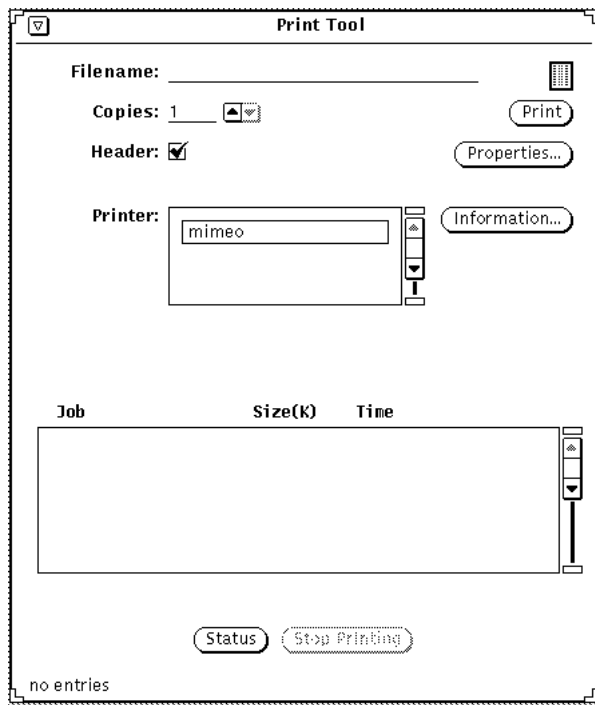 Print Tool
Filename:
Copies: 1
Print
Header:
Properties...
Printer:
mimeo
Information...
Job Size(K) Time
Status Stop Printing
no entries